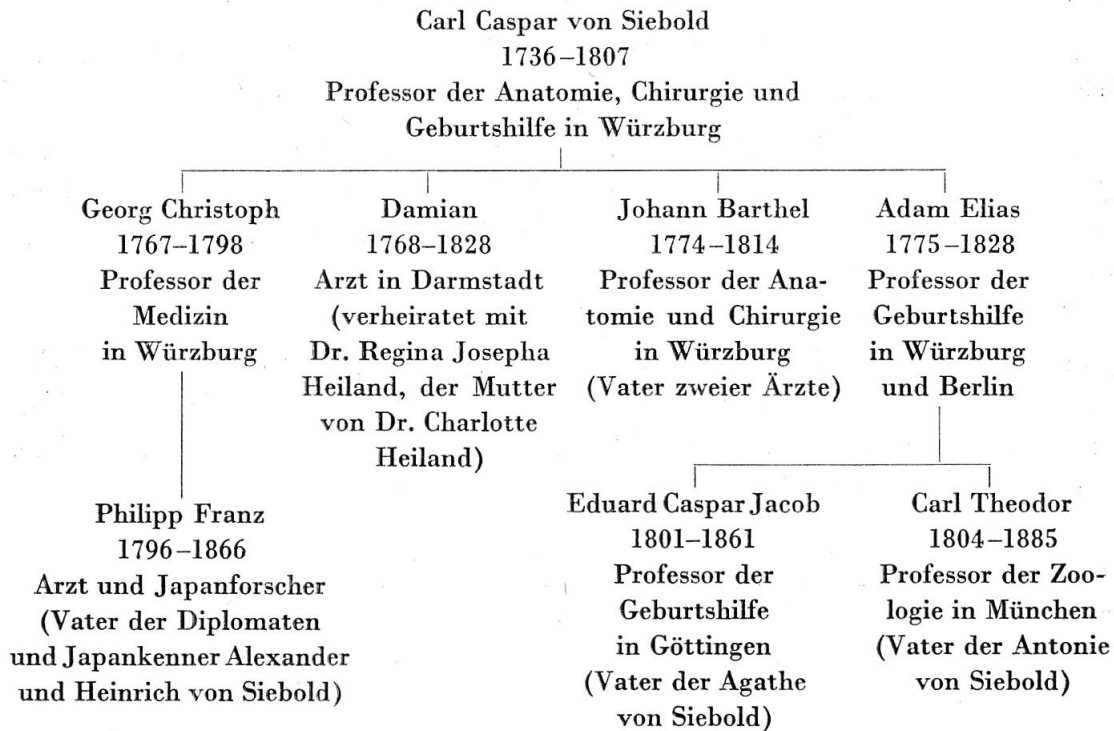 Carl Caspar von Siebold
1736–1807
Professor der Anatomie, Chirurgie und
Geburtshilfe in Würzburg
Georg Christoph
1767–1798
Professor der
Medizin
in Würzburg
Damian
1768–1828
Arzt in Darmstadt
(verheiratet mit
Dr. Regina Josepha
Heiland, der Mutter
von Dr. Charlotte
Heiland)
Johann Barthel
1774–1814
Professor der Ana-
tomie und Chirurgie
in Würzburg
(Vater zweier Ärzte)
Adam Elias
1775–1828
Professor der
Geburtshilfe
in Würzburg
und Berlin
Philipp Franz
1796–1866
Arzt und Japanforscher
(Vater der Diplomaten
und Japankenner Alexander
und Heinrich von Siebold)
Eduard Caspar Jacob
1801–1861
Professor der
Geburtshilfe
in Göttingen
(Vater der Agathe
von Siebold)
Carl Theodor
1804–1885
Professor der Zoo-
logie in München
(Vater der Antonie
von Siebold)